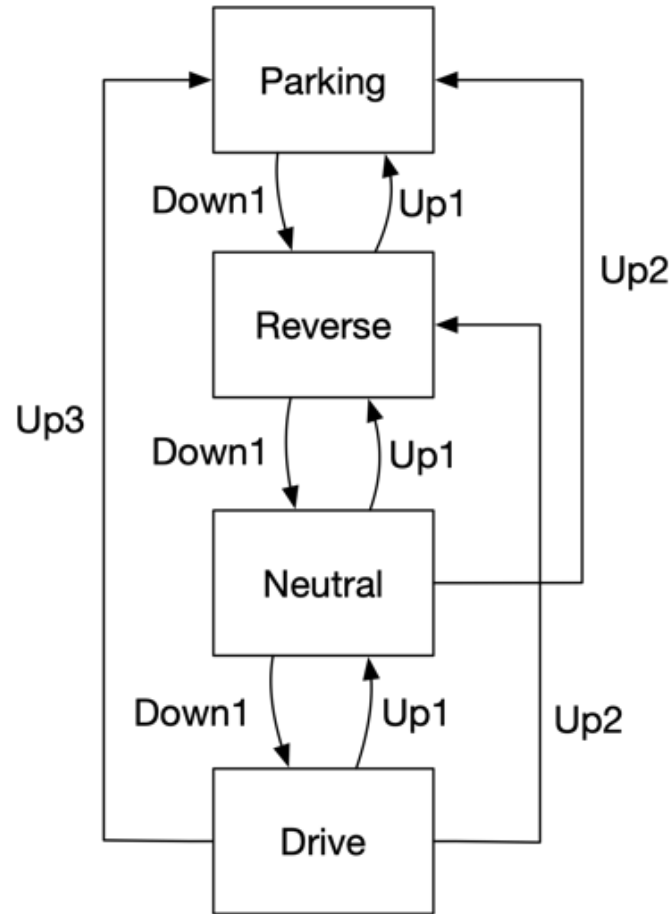 Parking
Down1
Up1
Up2
Reverse
Up3
Down1
Up1
Neutral
Down1
Up1
Up2
Drive